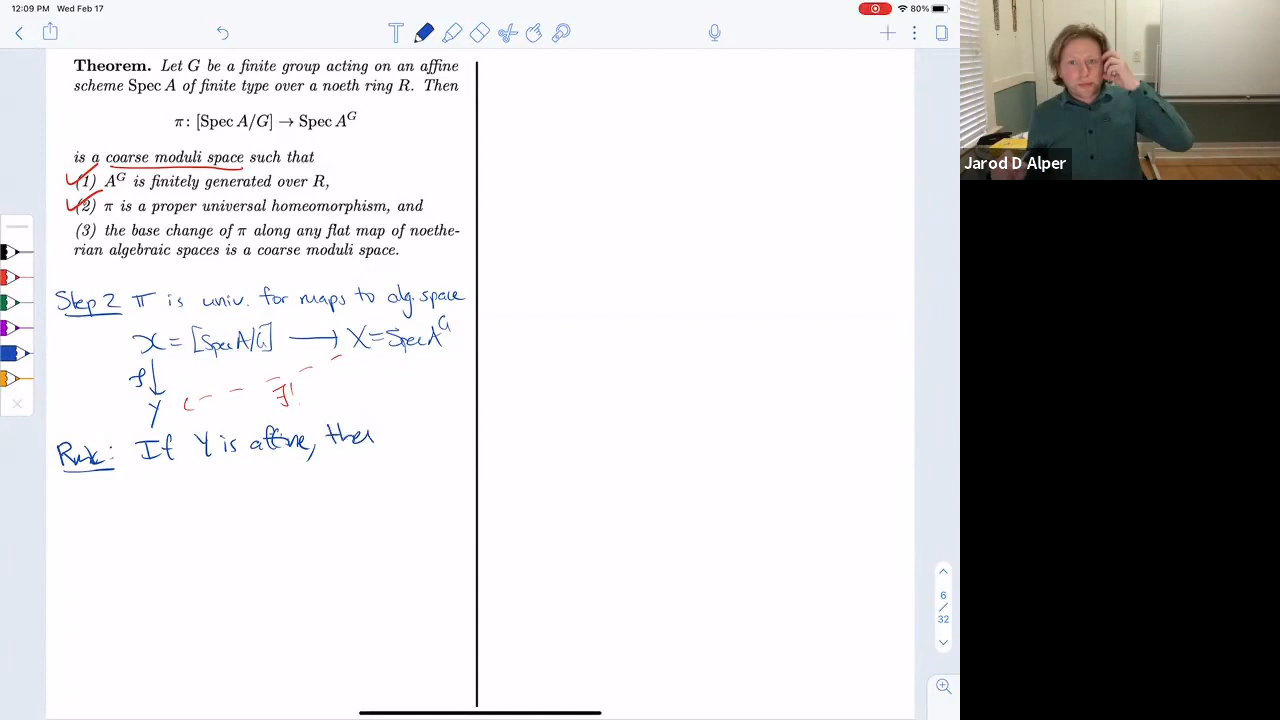 12:09 PM Wed Feb 17
80%
Theorem. Let G be a finite group acting on an affine
scheme Spec A of finite type over a noeth ring R. Then
π: [Spec A/G] → Spec A^G
is a coarse moduli space such that
(1) A^G is finitely generated over R,
(2) π is a proper universal homeomorphism, and
(3) the base change of π along any flat map of noethe-
rian algebraic spaces is a coarse moduli space.
Step 2 π is univ. for maps to alg. space
𝒳 = [Spec A/G] ⟶ X = Spec A^G
∃!
Y
Rmk: If Y is affine, then
6
/
32
Jarod D Alper